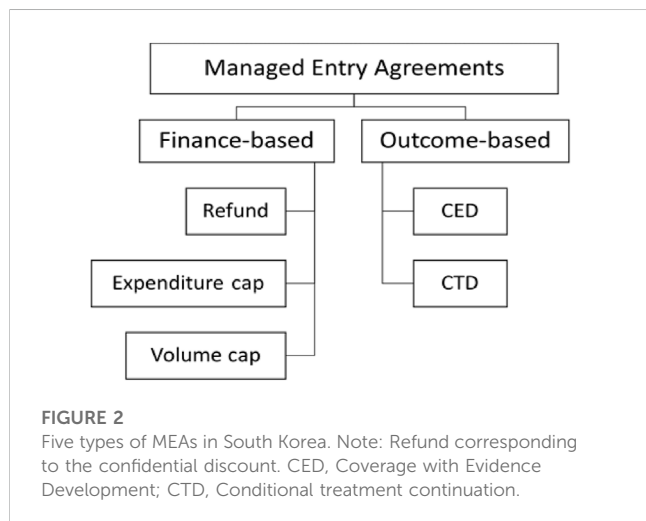 Managed Entry Agreements
Finance-based
Outcome-based
Refund
CED
Expenditure cap
CTD
Volume cap
FIGURE 2
Five types of MEAs in South Korea. Note: Refund corresponding
to the confidential discount. CED, Coverage with Evidence
Development; CTD, Conditional treatment continuation.